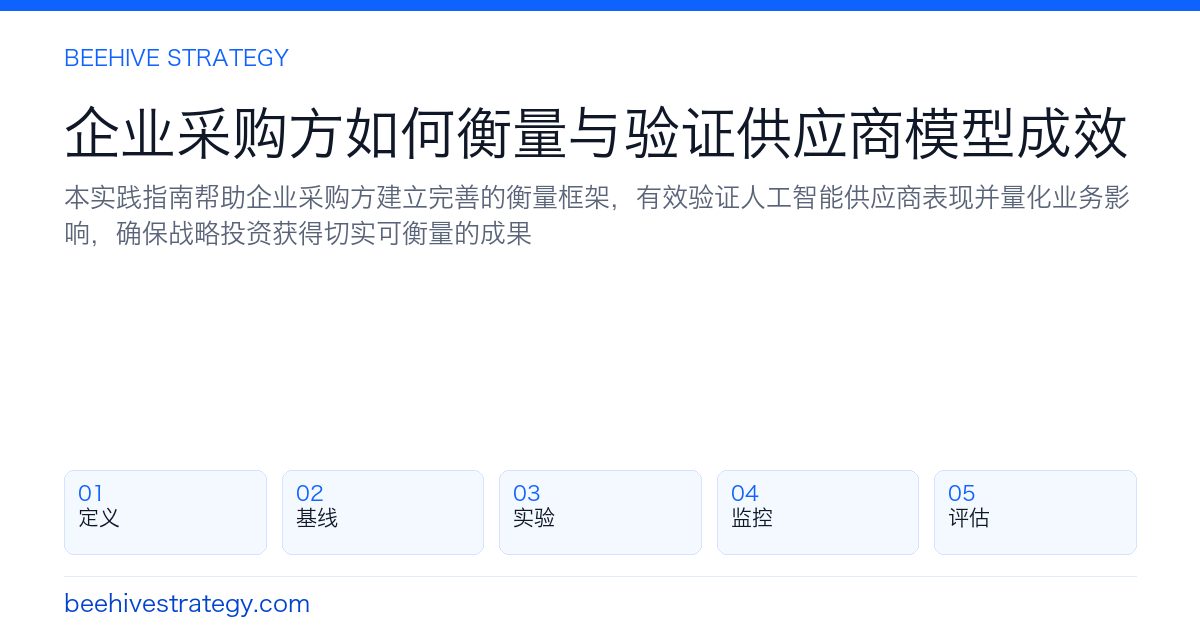 BEEHIVE STRATEGY
企业采购方如何衡量与验证供应商模型成效
本实践指南帮助企业采购方建立完善的衡量框架，有效验证人工智能供应商表现并量化业务影
响，确保战略投资获得切实可衡量的成果
01
定义
02
基线
03
实验
04
监控
05
评估
beehivestrategy.com